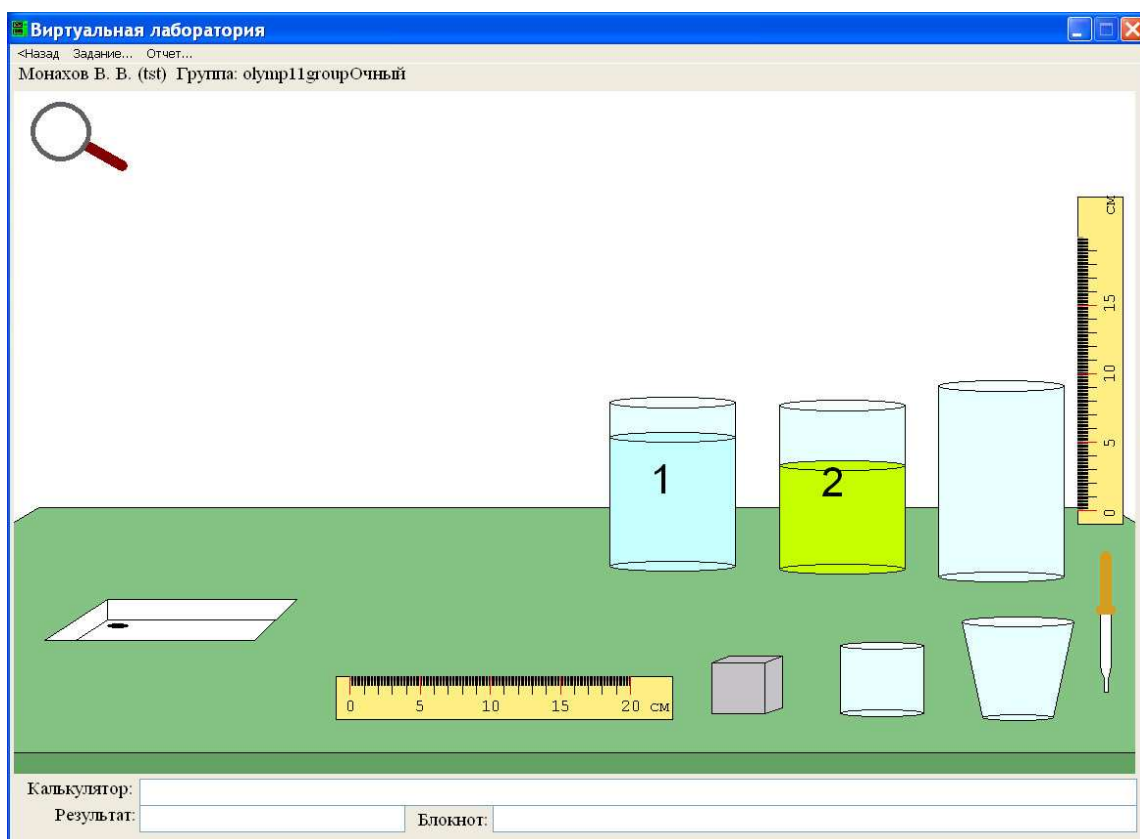 Виртуальная лаборатория
<Назад Задание... Отчет...
Монахов В. В. (tst) Группа: olymp11groupОчный
см
15
10
5
0
1
2
0 5 10 15 20 см
Калькулятор:
Результат:
Блокнот: